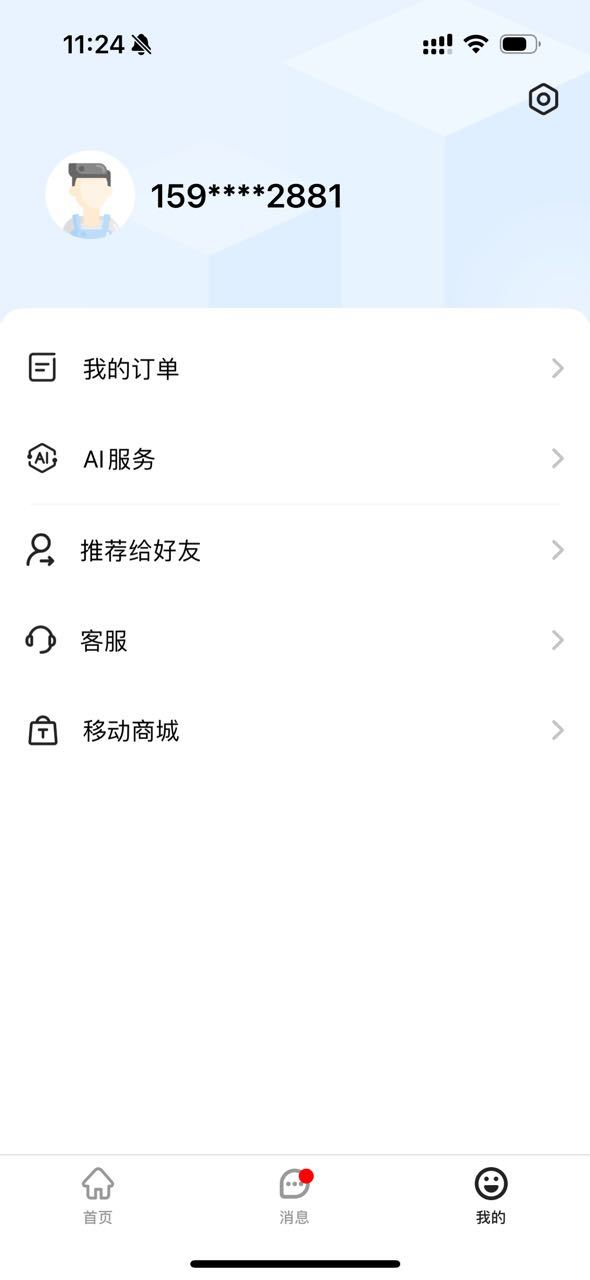 11:24
159****2881
我的订单
AI
AI服务
推荐给好友
客服
T
移动商城
首页
消息
我的